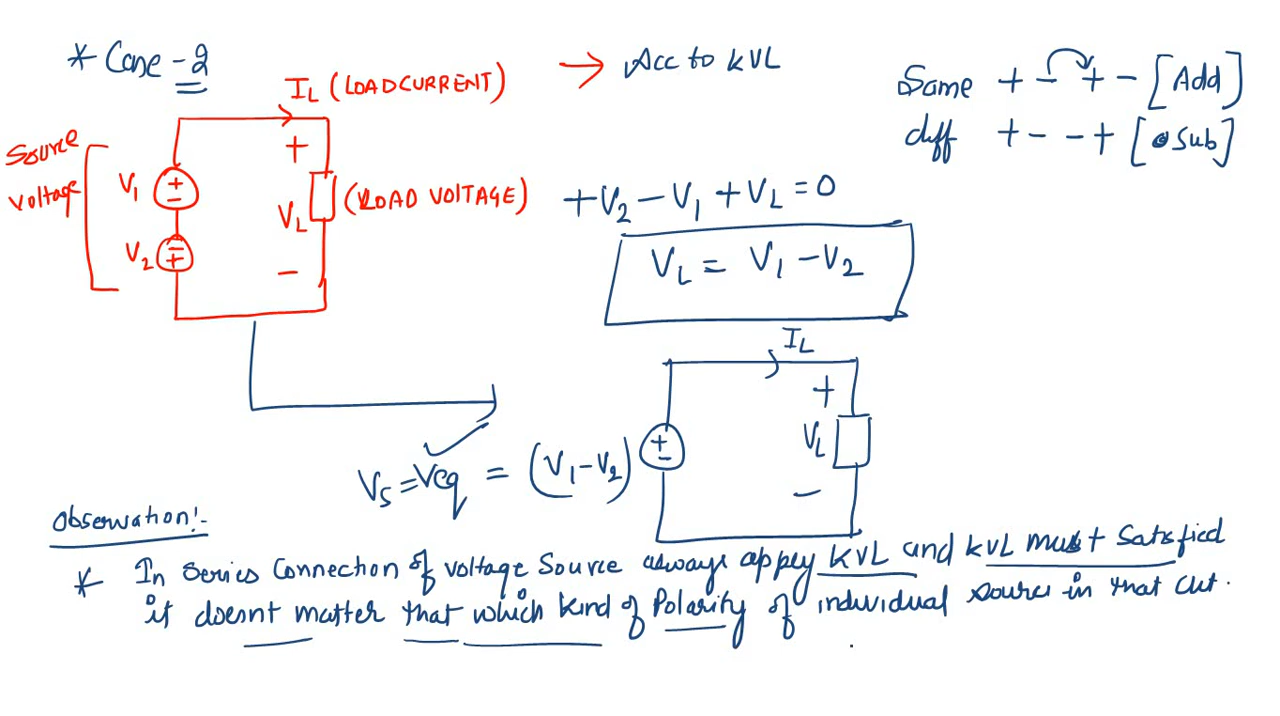 * Case-2
IL (LOADCURRENT)
→ Acc to KVL
Same + - + - [Add]
diff + - - + [Sub]
Source
voltage
V1
+
-
V2
-
+
+
VL
-
(LOAD VOLTAGE)
+V2 - V1 + VL = 0
VL = V1 - V2
IL
+
VL
-
+
-
Vs = Veq = (V1 - V2)
Observation:-
* In Series Connection of voltage Source always apply KVL and KVL must Satisfied
it doesnt matter that which kind of Polarity of individual sources in that ckt.